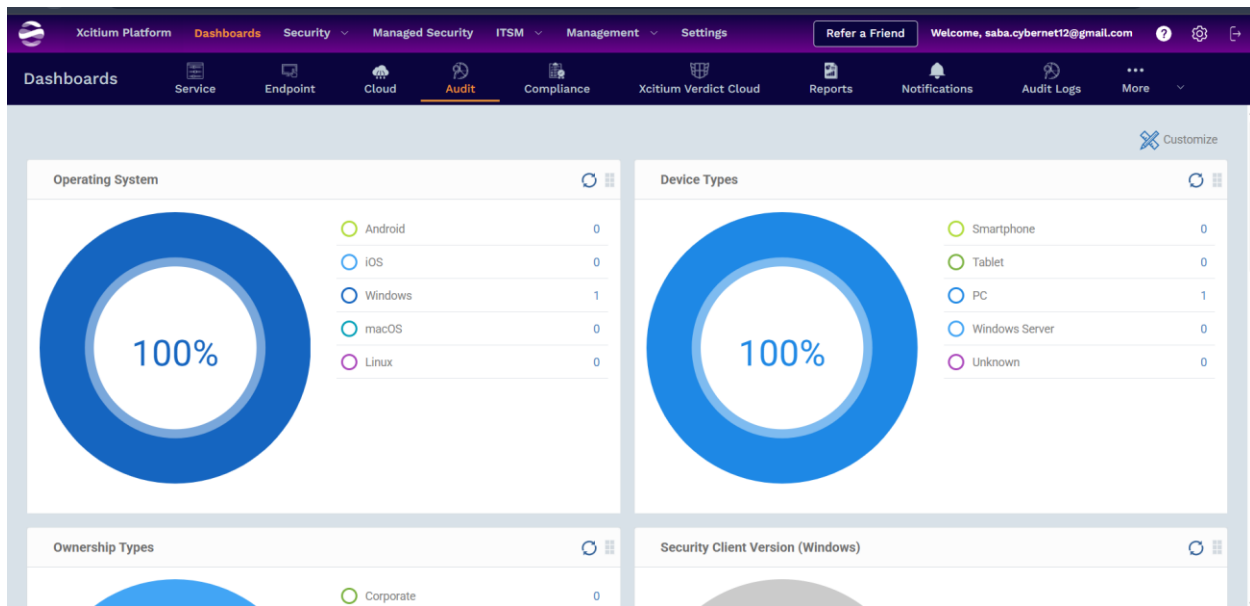 Xcitium Platform Dashboards Security Managed Security ITSM Management Settings Refer a Friend Welcome, saba.cybernet12@gmail.com ?
Dashboards Service Endpoint Cloud Audit Compliance Xcitium Verdict Cloud Reports Notifications Audit Logs More
Customize
Operating System
100%
Android 0
iOS 0
Windows 1
macOS 0
Linux 0
Device Types
100%
Smartphone 0
Tablet 0
PC 1
Windows Server 0
Unknown 0
Ownership Types
Corporate 0
Security Client Version (Windows)